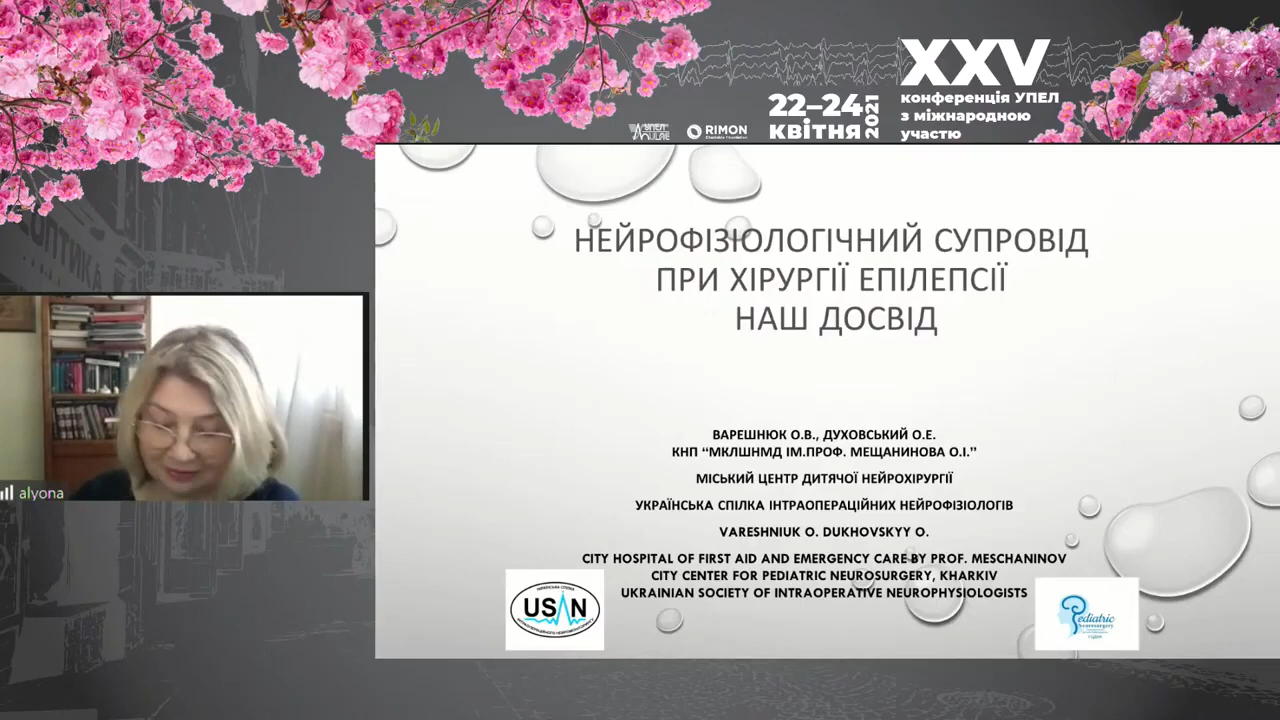 XXV
22–24
квітня
2021
конференція УПЕЛ
з міжнародною
участю
RIMON
ОПТИКА
НЕЙРОФІЗІОЛОГІЧНИЙ СУПРОВІД
ПРИ ХІРУРГІЇ ЕПІЛЕПСІЇ
НАШ ДОСВІД
ВАРЕШНЮК О.В., ДУХОВСЬКИЙ О.Е.
КНП “МКЛШНМД ІМ.ПРОФ. МЕЩАНИНОВА О.І.”
МІСЬКИЙ ЦЕНТР ДИТЯЧОЇ НЕЙРОХІРУРГІЇ
УКРАЇНСЬКА СПІЛКА ІНТРАОПЕРАЦІЙНИХ НЕЙРОФІЗІОЛОГІВ
VARESHNIUK O. DUKHOVSKYY O.
CITY HOSPITAL OF FIRST AID AND EMERGENCY CARE BY PROF. MESCHANINOV
CITY CENTER FOR PEDIATRIC NEUROSURGERY, KHARKIV
UKRAINIAN SOCIETY OF INTRAOPERATIVE NEUROPHYSIOLOGISTS
alyona
USN
Pediatric
Neurosurgery